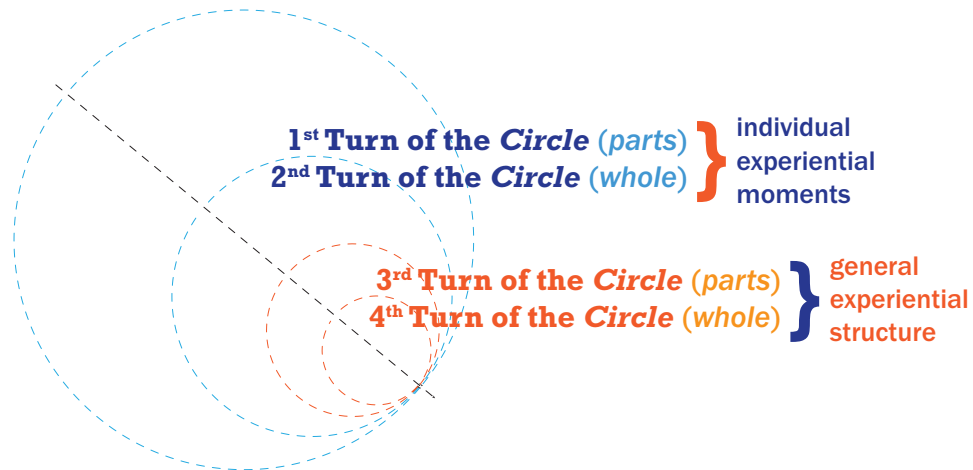 1st Turn of the Circle (parts)
2nd Turn of the Circle (whole)
individual
experiential
moments
3rd Turn of the Circle (parts)
4th Turn of the Circle (whole)
general
experiential
structure